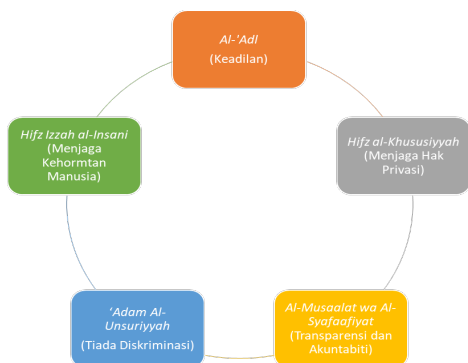 Al-'Adl
(Keadilan)
Hifz al-Khususiyyah
(Menjaga Hak
Privasi)
Al-Musaalat wa Al-
Syafaafiyat
(Transparensi dan
Akuntabiti)
'Adam Al-
Unsuriyyah
(Tiada Diskriminasi)
Hifz Izzah al-Insani
(Menjaga
Kehormtan
Manusia)